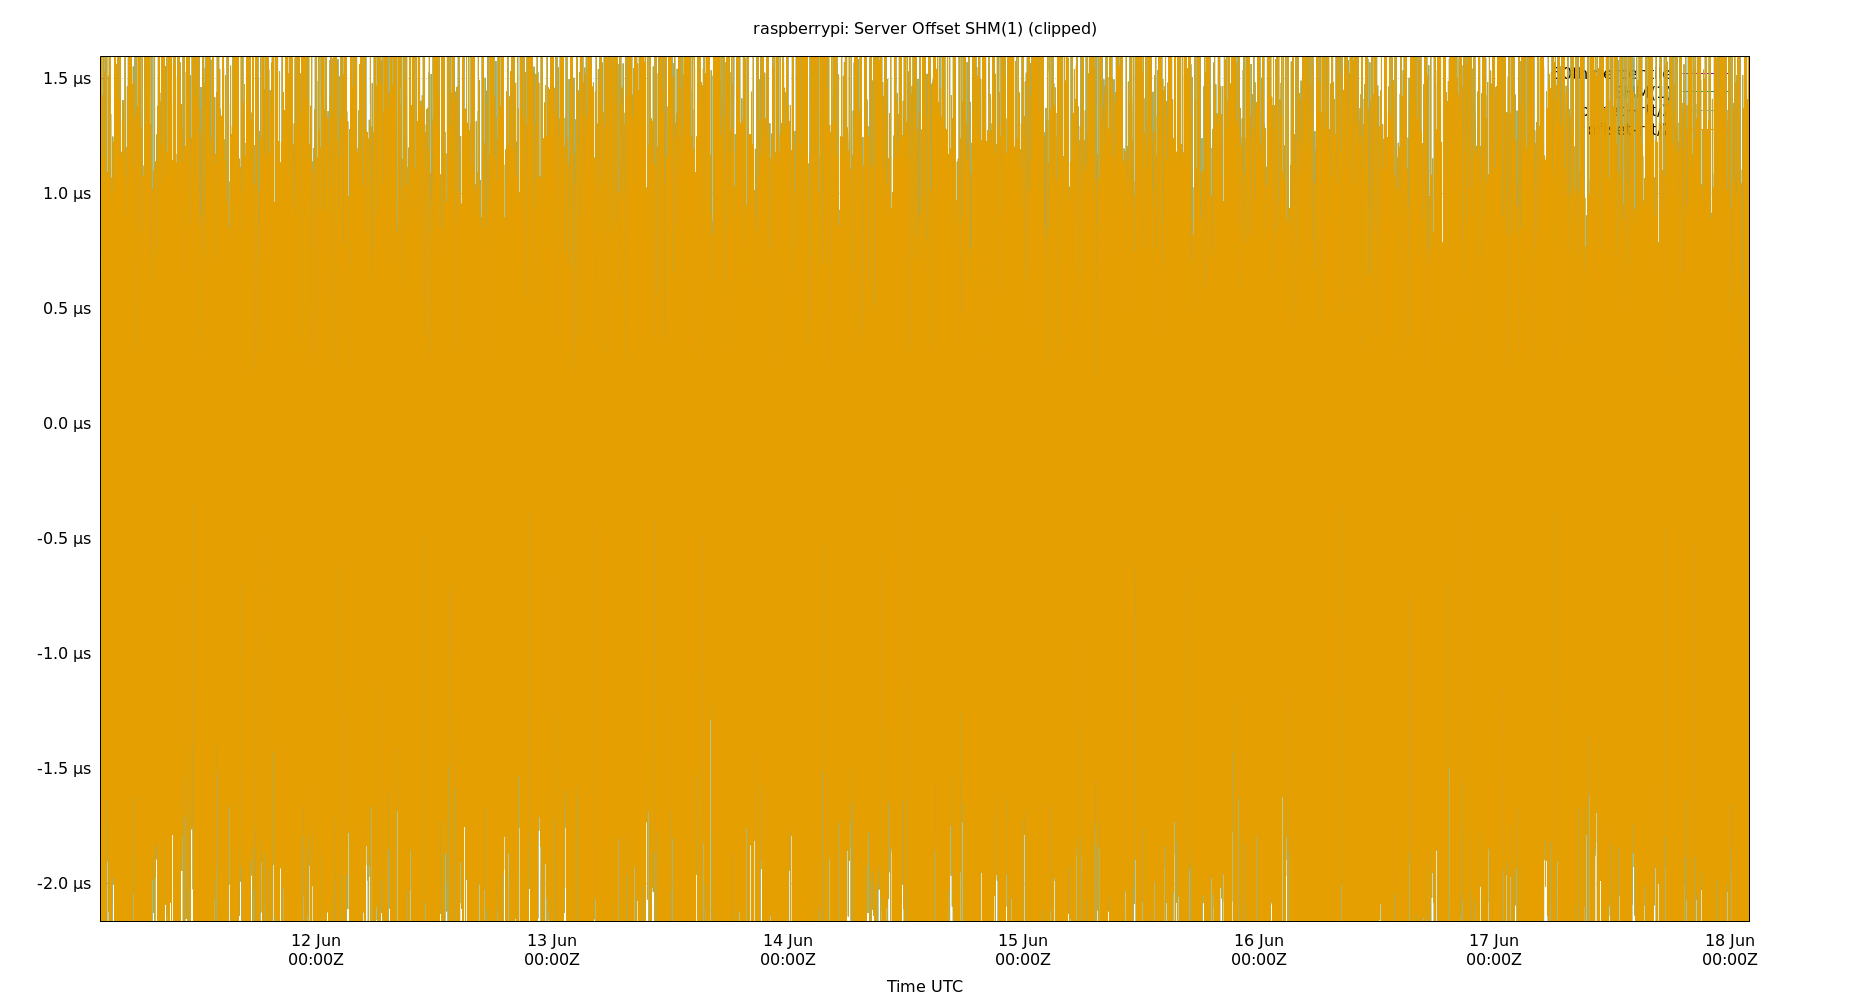 raspberrypi: Server Offset SHM(1) (clipped)
1.5 µs
1.0 µs
0.5 µs
0.0 µs
-0.5 µs
-1.0 µs
-1.5 µs
-2.0 µs
12 Jun
00:00Z
13 Jun
00:00Z
14 Jun
00:00Z
15 Jun
00:00Z
16 Jun
00:00Z
17 Jun
00:00Z
18 Jun
00:00Z
Time UTC